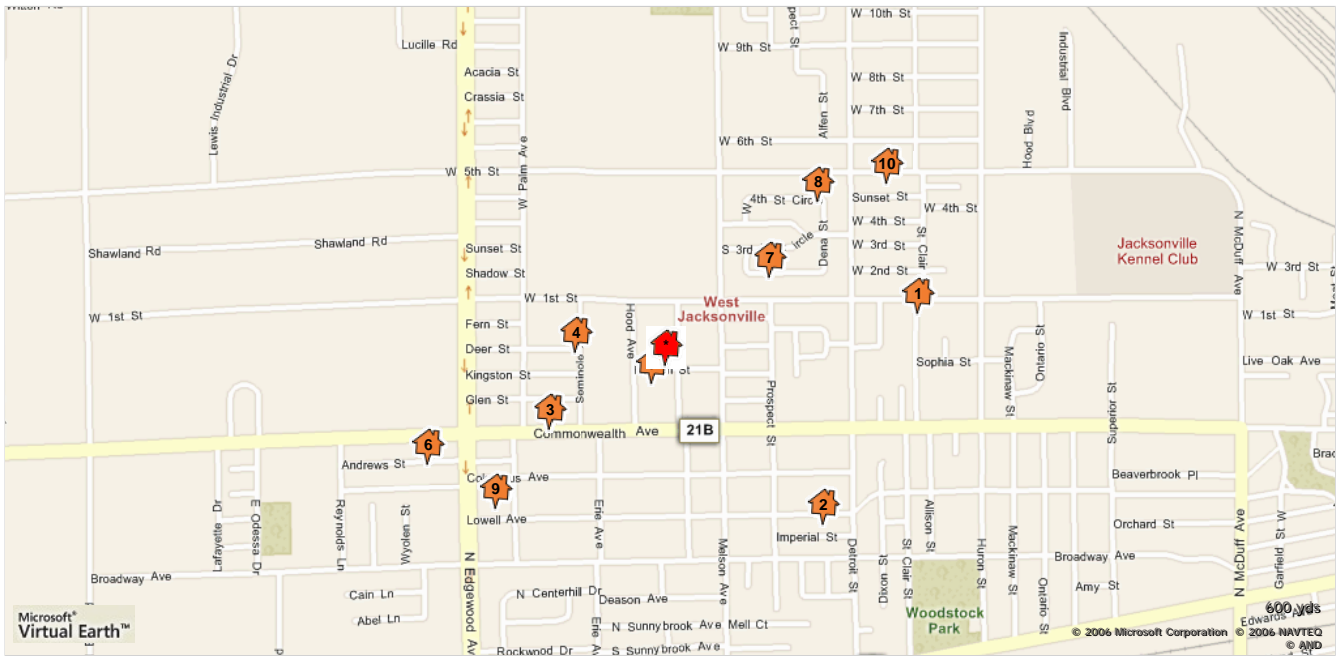 Wilton Rd
W 10th St
Lucille Rd
W 9th St
Acacia St
W 8th St
Industrial Blvd
Crassia St
W 7th St
Alfen St
Lewis Industrial Dr
W 6th St
Hood Blvd
W Palm Ave
10
W 5th St
8
4th St Circ
Sunset St
W
W 4th St
W 4th St
N McDuff Ave
Shawland Rd
Shawland Rd
Sunset St
S 3rd
ircle
Dena St
W 3rd St
St Clair
Jacksonville
Kennel Club
7
Shadow St
W 2nd St
W 3rd St
1
W 1st St
West
Jacksonville
W 1st St
W 1st St
Fern St
4
Hood Ave
*
Deer St
Ontario St
Sophia St
Mackinaw St
Live Oak Ave
Kingston St
Seminole
St
Prospect St
Superior St
Glen St
3
21B
Commonwealth Ave
6
Andrews St
us Ave
Beaverbrook Pl
9
2
Lowell Ave
Imperial St
Orchard St
Lafayette Dr
E Odessa Dr
Reynolds Ln
Wyolen St
Erie Ave
Melson Ave
Detroit St
Dixon St
St Clair St
Allison St
Huron St
Mackinaw St
Broadway Ave
Garfield St W
N McDuff Ave
Broadway Ave
N Edgewood Av
Cain Ln
N Centerhill Dr
Deason Ave
Amy St
Ontario St
Abel Ln
N Sunnybrook Ave
Mell Ct
Woodstock
Park
Edwards Ave
Rockwood Dr
S Sunnybrook Ave
Erie
Microsoft®
Virtual Earth™
600 yds
© 2006 Microsoft Corporation © 2006 NAVTEQ
© AND